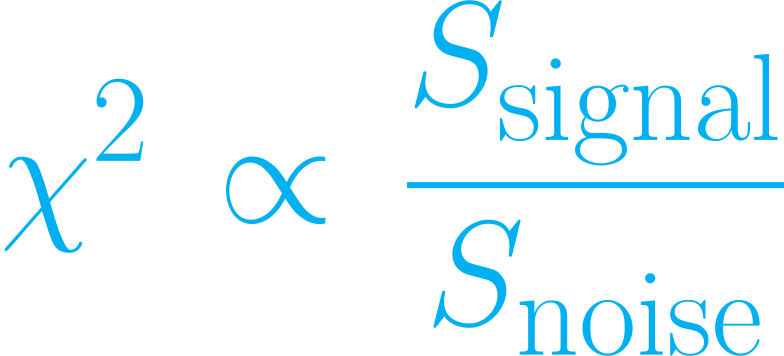 χ² ∝ S_signal / S_noise